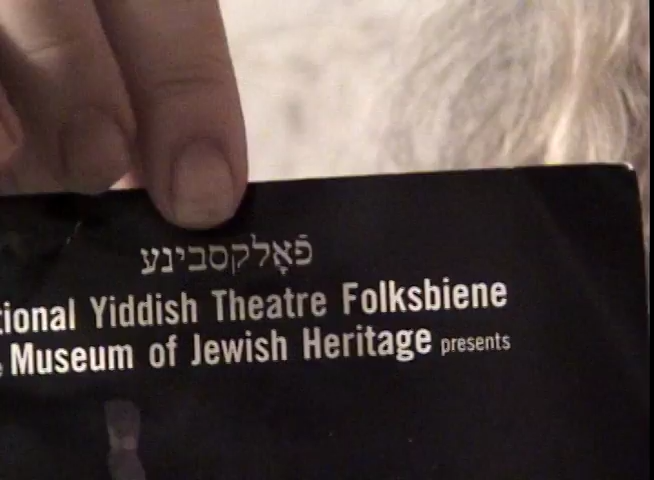 פֿאָלקסבינע
tional Yiddish Theatre Folksbiene
Museum of Jewish Heritage presents